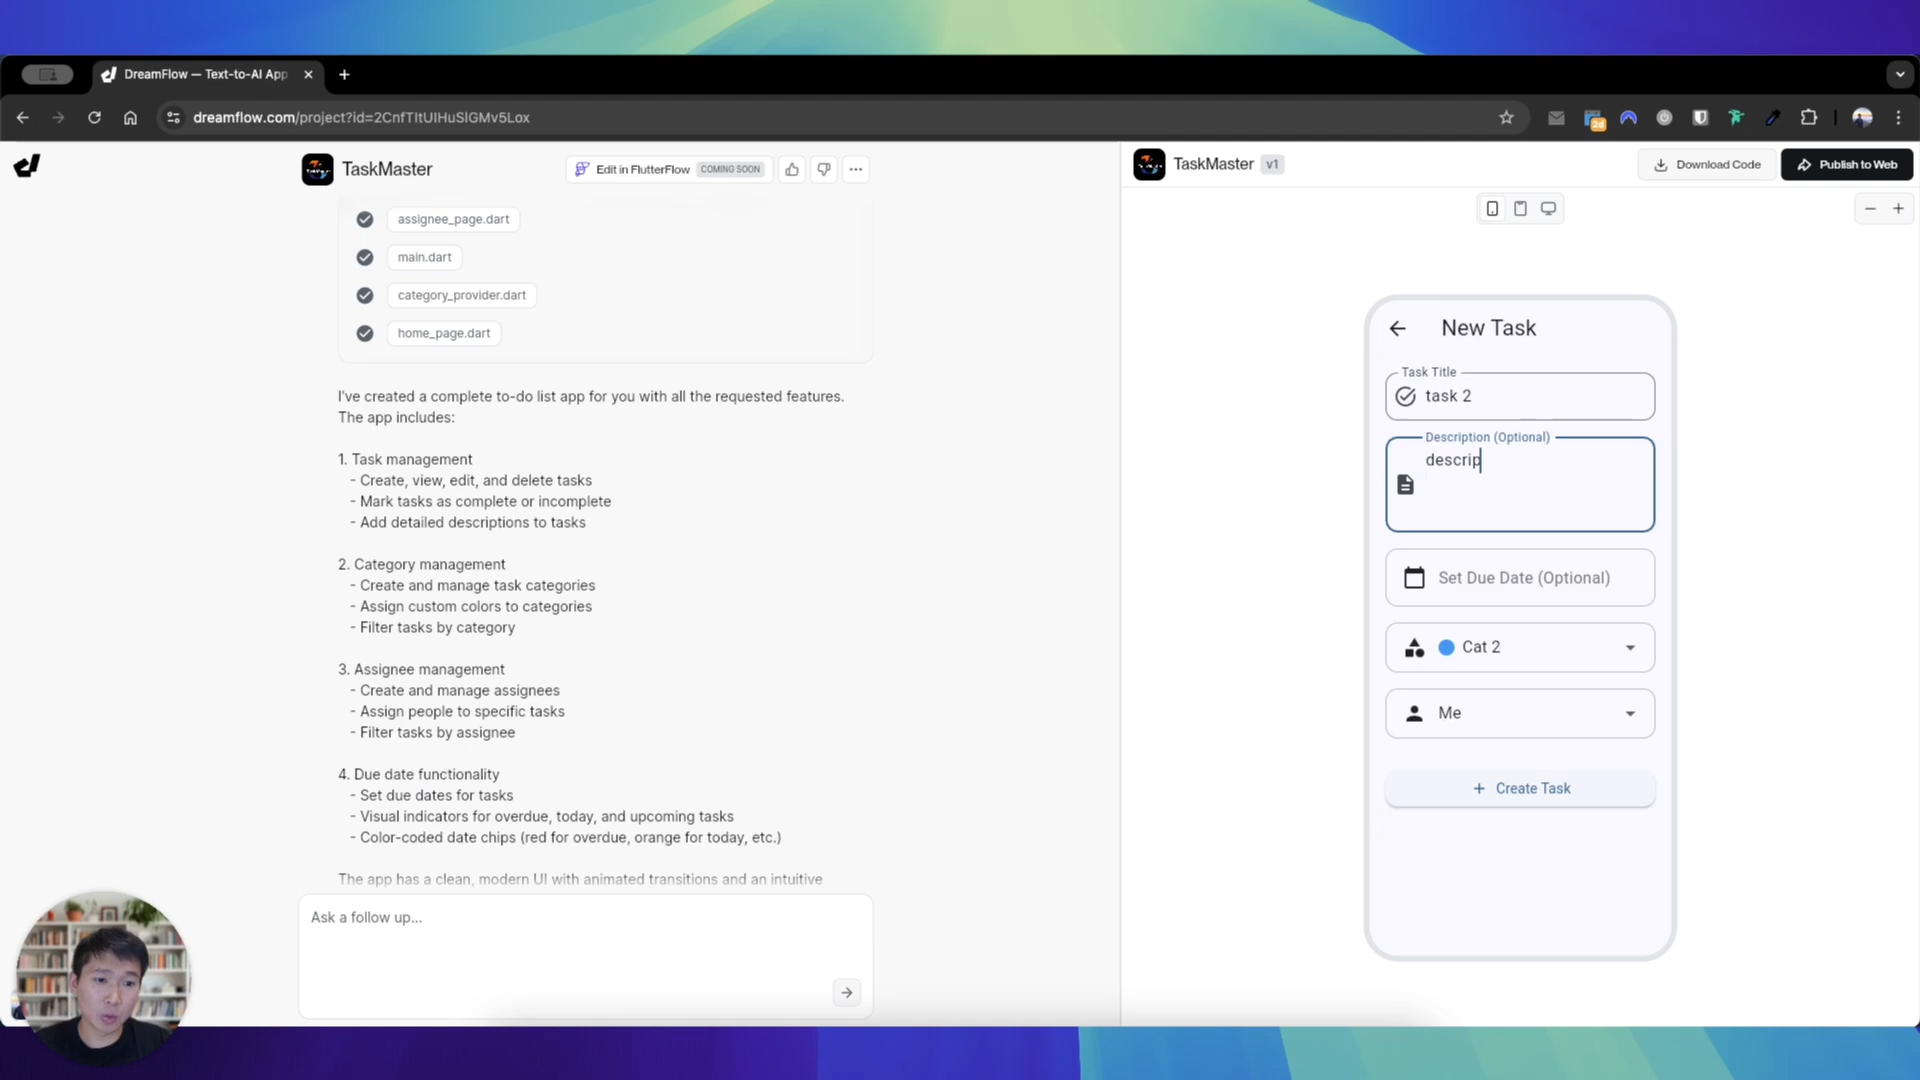 DreamFlow — Text-to-AI App
dreamflow.com/project?id=2CnfTItUIHuSIGMv5Lox
2d
TaskMaster
Edit in FlutterFlow COMING SOON
assignee_page.dart
main.dart
category_provider.dart
home_page.dart
I've created a complete to-do list app for you with all the requested features.
The app includes:
1. Task management
- Create, view, edit, and delete tasks
- Mark tasks as complete or incomplete
- Add detailed descriptions to tasks
2. Category management
- Create and manage task categories
- Assign custom colors to categories
- Filter tasks by category
3. Assignee management
- Create and manage assignees
- Assign people to specific tasks
- Filter tasks by assignee
4. Due date functionality
- Set due dates for tasks
- Visual indicators for overdue, today, and upcoming tasks
- Color-coded date chips (red for overdue, orange for today, etc.)
The app has a clean, modern UI with animated transitions and an intuitive
Ask a follow up...
TaskMaster v1
Download Code
Publish to Web
New Task
Task Title
task 2
Description (Optional)
descrip
Set Due Date (Optional)
Cat 2
Me
+ Create Task